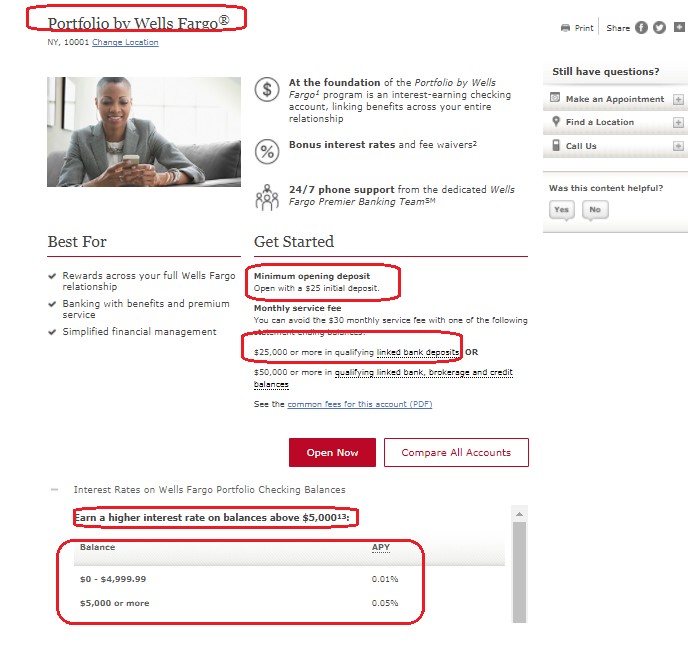 Portfolio by Wells Fargo®
NY, 10001 Change Location
Print Share
At the foundation of the Portfolio by Wells
Fargo¹ program is an interest-earning checking
account, linking benefits across your entire
relationship
Bonus interest rates and fee waivers²
24/7 phone support from the dedicated Wells
Fargo Premier Banking Team℠
Still have questions?
Make an Appointment
Find a Location
Call Us
Was this content helpful?
Yes No
Best For
Rewards across your full Wells Fargo
relationship
Banking with benefits and premium
service
Simplified financial management
Get Started
Minimum opening deposit
Open with a $25 initial deposit.
Monthly service fee
You can avoid the $30 monthly service fee with one of the following
statement ending balances:
$25,000 or more in qualifying linked bank deposits, OR
$50,000 or more in qualifying linked bank, brokerage and credit
balances
See the common fees for this account (PDF)
Open Now
Compare All Accounts
Interest Rates on Wells Fargo Portfolio Checking Balances
Earn a higher interest rate on balances above $5,000¹³:
Balance APY
$0 - $4,999.99 0.01%
$5,000 or more 0.05%